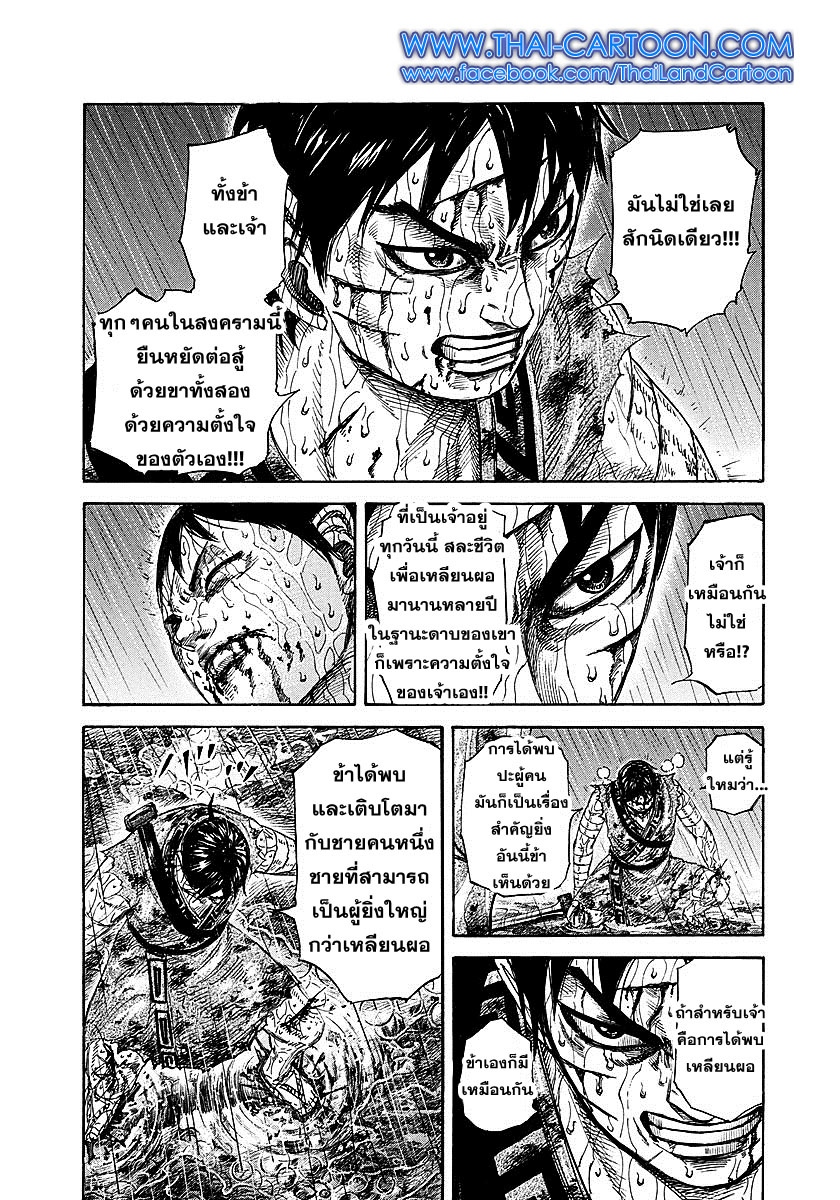 WWW.THAI-CARTOON.COM
www.facebook.com/ThaiLandCartoon
มันไม่ใช่เลย
สักนิดเดียว!!!
ทั้งข้า
และเจ้า
ทุกๆคนในสงครามนี้
ยืนหยัดต่อสู้
ด้วยขาทั้งสอง
ด้วยความตั้งใจ
ของตัวเอง!!!
เจ้าก็
เหมือนกัน
ไม่ใช่
หรือ!?
ที่เป็นเจ้าอยู่
ทุกวันนี้ สละชีวิต
เพื่อเหลียนผอ
มานานหลายปี
ในฐานะดาบของเขา
ก็เพราะความตั้งใจ
ของเจ้าเอง!!
แต่รู้
ใหมว่า...
การได้พบ
ปะผู้คน
มันก็เป็นเรื่อง
สำคัญยิ่ง
อันนี้ข้า
เห็นด้วย
ถ้าสำหรับเจ้า
คือการได้พบ
เหลียนผอ
ข้าเองก็มี
เหมือนกัน
ข้าได้พบ
และเติบโตมา
กับชายคนหนึ่ง
ชายที่สามารถ
เป็นผู้ยิ่งใหญ่
กว่าเหลียนผอ